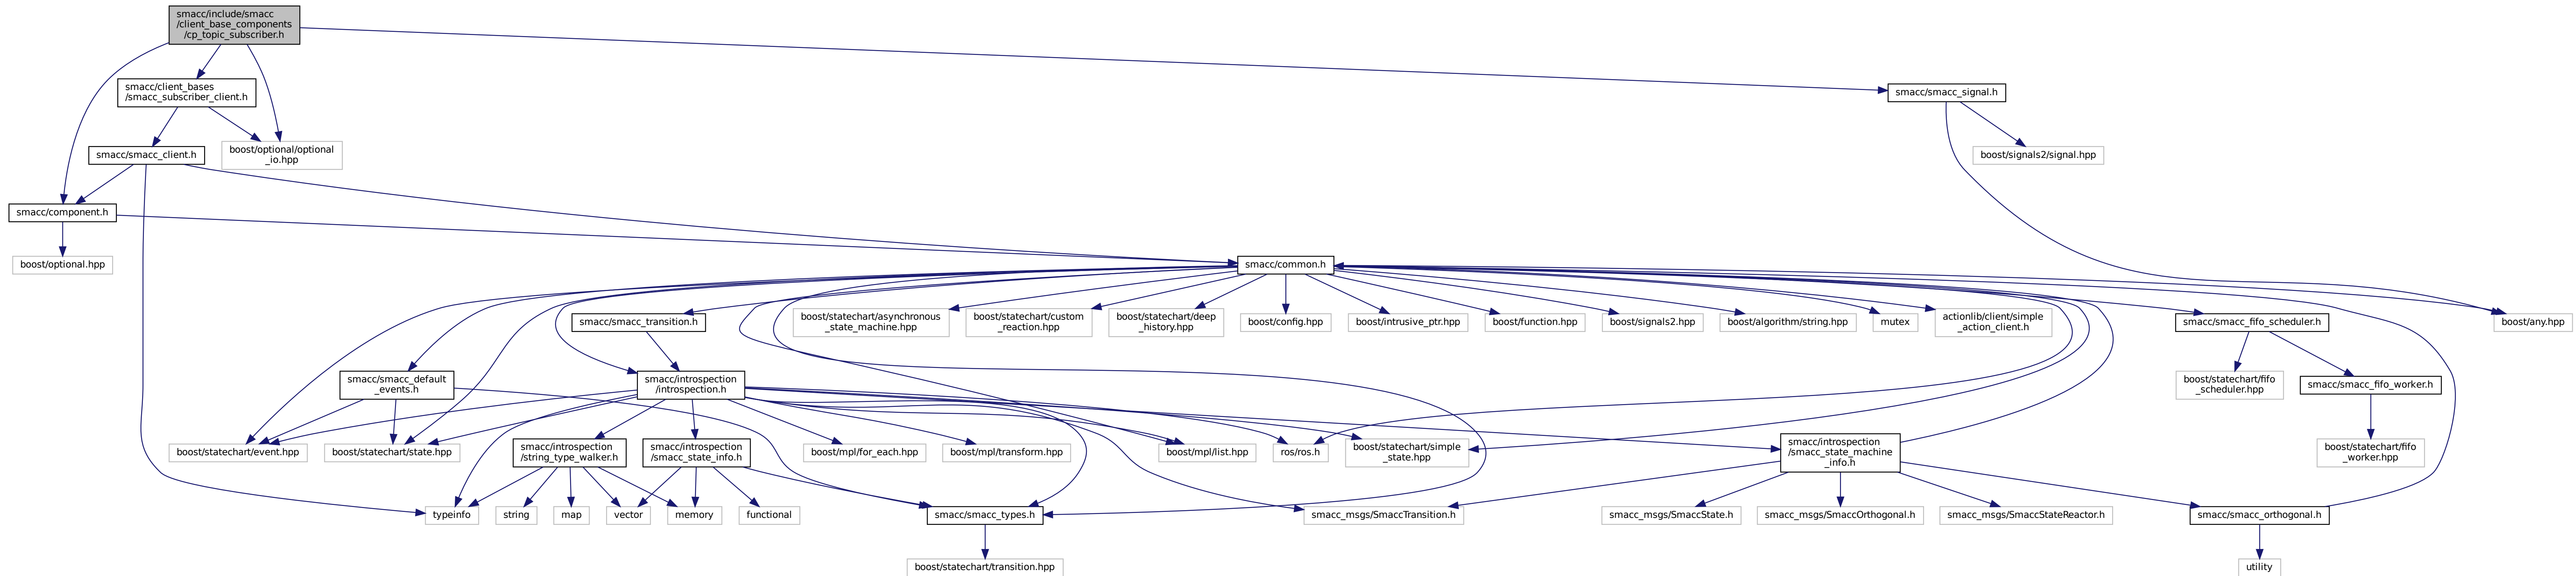 smacc/include/smacc
/client_base_components
/cp_topic_subscriber.h
smacc/client_bases
/smacc_subscriber_client.h
smacc/smacc_signal.h
smacc/smacc_client.h
boost/optional/optional
_io.hpp
boost/signals2/signal.hpp
smacc/component.h
boost/optional.hpp
smacc/common.h
smacc/smacc_transition.h
boost/statechart/asynchronous
_state_machine.hpp
boost/statechart/custom
_reaction.hpp
boost/statechart/deep
_history.hpp
boost/config.hpp
boost/intrusive_ptr.hpp
boost/function.hpp
boost/signals2.hpp
boost/algorithm/string.hpp
mutex
actionlib/client/simple
_action_client.h
smacc/smacc_fifo_scheduler.h
boost/any.hpp
smacc/smacc_default
_events.h
smacc/introspection
/introspection.h
boost/statechart/fifo
_scheduler.hpp
smacc/smacc_fifo_worker.h
boost/statechart/event.hpp
boost/statechart/state.hpp
smacc/introspection
/string_type_walker.h
smacc/introspection
/smacc_state_info.h
boost/mpl/for_each.hpp
boost/mpl/transform.hpp
boost/mpl/list.hpp
ros/ros.h
boost/statechart/simple
_state.hpp
smacc/introspection
/smacc_state_machine
_info.h
boost/statechart/fifo
_worker.hpp
typeinfo
string
map
vector
memory
functional
smacc/smacc_types.h
smacc_msgs/SmaccTransition.h
smacc_msgs/SmaccState.h
smacc_msgs/SmaccOrthogonal.h
smacc_msgs/SmaccStateReactor.h
smacc/smacc_orthogonal.h
boost/statechart/transition.hpp
utility